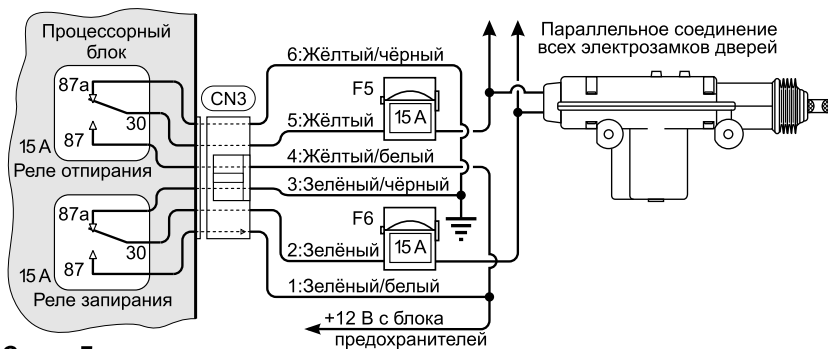 Процессорный
блок
87а
30
87
15 А
Реле отпирания
87а
30
87
15 А
Реле запирания
CN3
6:Жёлтый/чёрный
F5
15 А
5:Жёлтый
4:Жёлтый/белый
3:Зелёный/чёрный
F6
15 А
2:Зелёный
1:Зелёный/белый
+12 В с блока
предохранителей
Параллельное соединение
всех электрозамков дверей